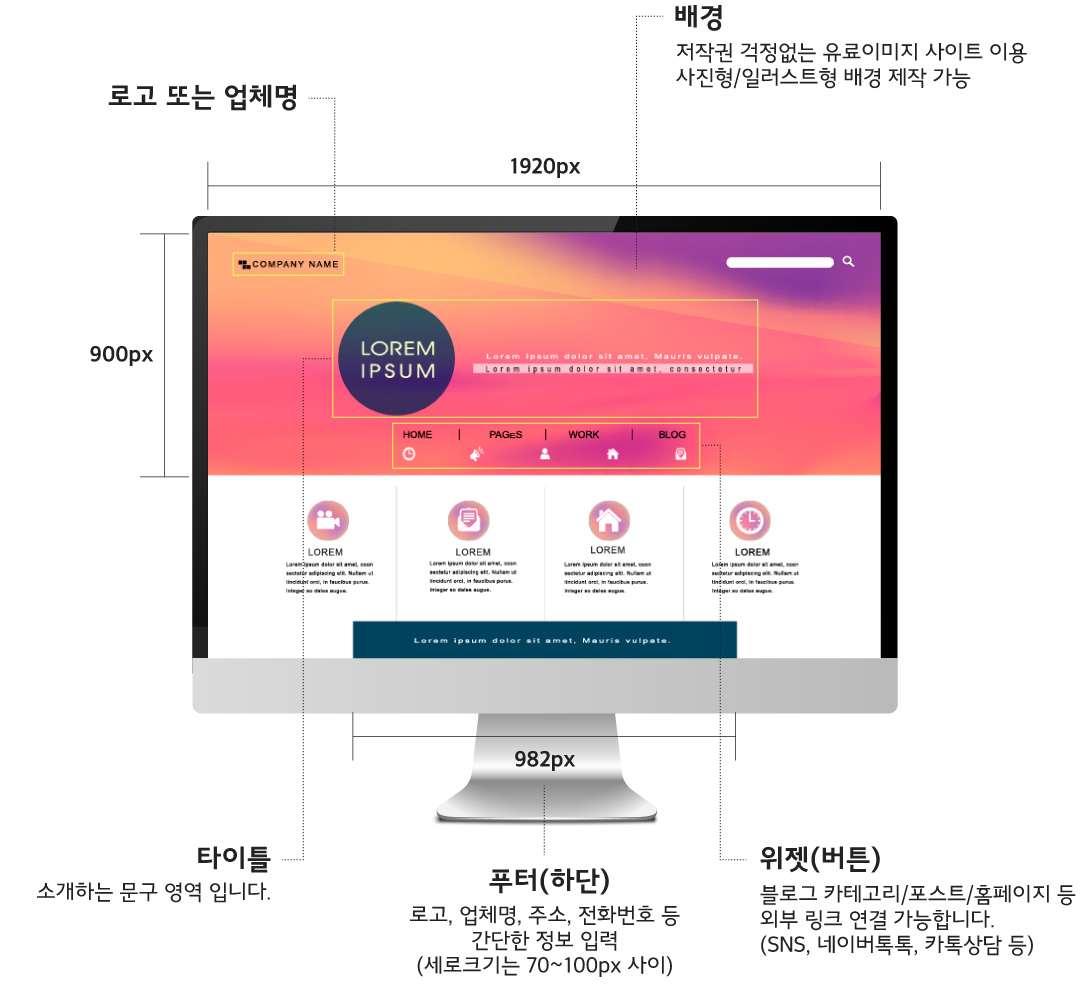 배경
저작권 걱정없는 유료이미지 사이트 이용
사진형/일러스트형 배경 제작 가능
로고 또는 업체명
1920px
900px
COMPANY NAME
LOREM
IPSUM
Lorem ipsum dolor sit amet, Mauris vulpate.
Lorem ipsum dolor sit amet, consectetur
HOME | PAGES | WORK | BLOG
LOREM
Lorem ipsum dolor sit amet, coon
sectetur adipiscing elit. Nullam ut
tincidunt orci, in faucibus purus.
Integer so dales augue.
LOREM
Lorem ipsum dolor sit amet, coon
sectetur adipiscing elit. Nullam ut
tincidunt orci, in faucibus purus.
Integer so dales augue.
LOREM
Lorem ipsum dolor sit amet, coon
sectetur adipiscing elit. Nullam ut
tincidunt orci, in faucibus purus.
Integer so dales augue.
LOREM
Lorem ipsum dolor sit amet, coon
sectetur adipiscing elit. Nullam ut
tincidunt orci, in faucibus purus.
Integer so dales augue.
Lorem ipsum dolor sit amet, Mauris vulpate.
982px
타이틀
소개하는 문구 영역 입니다.
푸터(하단)
로고, 업체명, 주소, 전화번호 등
간단한 정보 입력
(세로크기는 70~100px 사이)
위젯(버튼)
블로그 카테고리/포스트/홈페이지 등
외부 링크 연결 가능합니다.
(SNS, 네이버톡톡, 카톡상담 등)